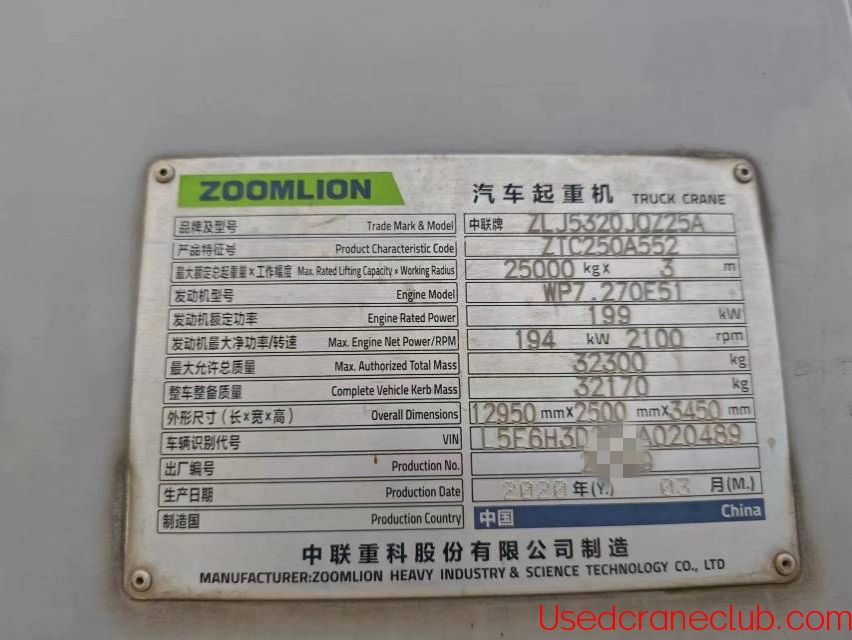 ZOOMLION 汽车起重机 TRUCK CRANE
品牌及型号 Trade Mark & Model 中联牌 ZLJ5320JQZ25A
产品特征号 Product Characteristic Code ZTC250A552
最大额定总起重量×工作幅度 Max. Rated Lifting Capacity × Working Radius 25000 kg× 3 m
发动机型号 Engine Model WP7.270E51
发动机额定功率 Engine Rated Power 199 kW
发动机最大净功率/转速 Max. Engine Net Power/RPM 194 kW 2100 rpm
最大允许总质量 Max. Authorized Total Mass 32300 kg
整车整备质量 Complete Vehicle Kerb Mass 32170 kg
外形尺寸(长×宽×高) Overall Dimensions 12950 mm×2500 mm×3450 mm
车辆识别代号 VIN L5E6H3D A020489
出厂编号 Production No.
生产日期 Production Date 2020 年(Y.) 03 月(M.)
制造国 Production Country 中国 China
中联重科股份有限公司制造
MANUFACTURER:ZOOMLION HEAVY INDUSTRY & SCIENCE TECHNOLOGY CO., LTD
Usedcraneclub.com